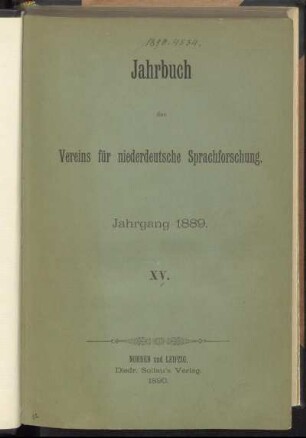 Jahrbuch
des
Vereins für niederdeutsche Sprachforschung.
Jahrgang 1889.
XV.
NORDEN und LEIPZIG.
Diedr. Soltau's Verlag.
1890.